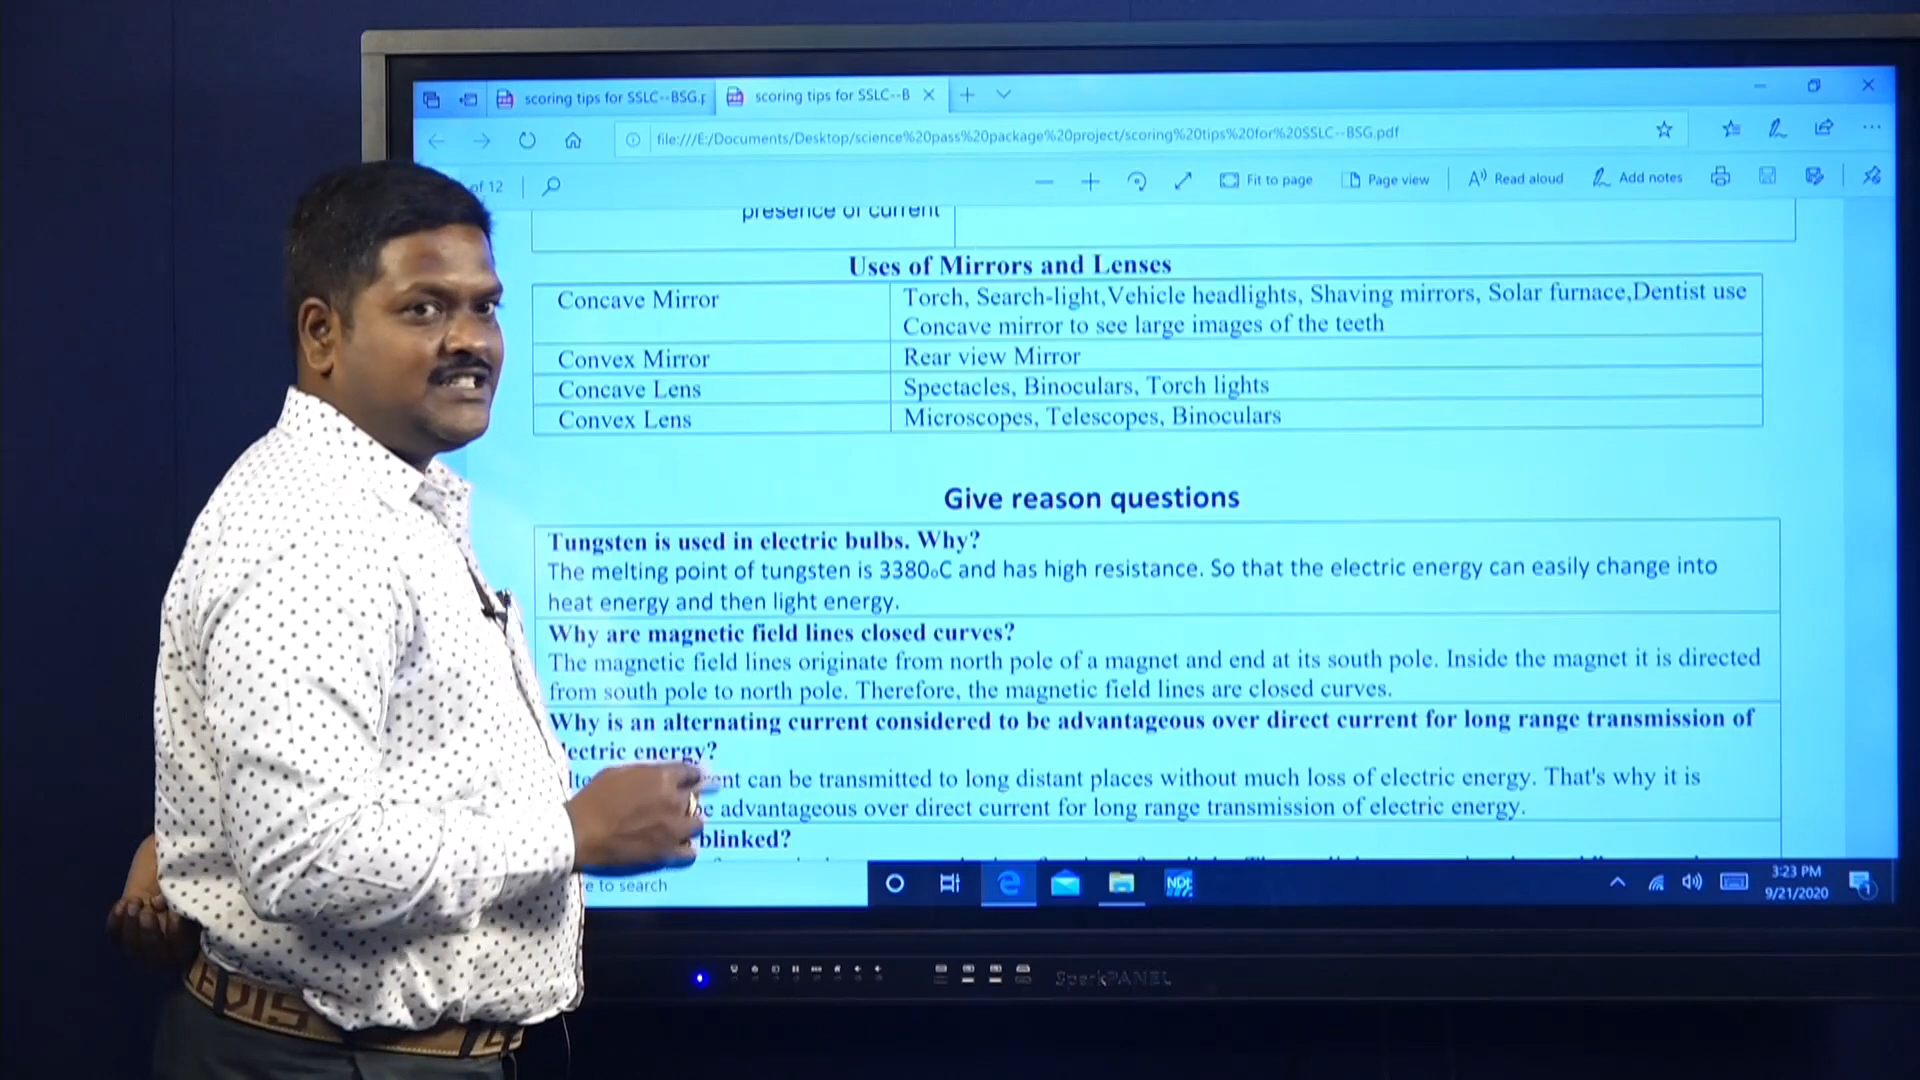 scoring tips for SSLC--BSG.p
scoring tips for SSLC--B
file:///E:/Documents/Desktop/science%20pass%20package%20project/scoring%20tips%20for%20SSLC--BSG.pdf
of 12
Fit to page
Page view
Read aloud
Add notes
presence of current
Uses of Mirrors and Lenses
Concave Mirror
Torch, Search-light,Vehicle headlights, Shaving mirrors, Solar furnace,Dentist use
Concave mirror to see large images of the teeth
Convex Mirror
Rear view Mirror
Concave Lens
Spectacles, Binoculars, Torch lights
Convex Lens
Microscopes, Telescopes, Binoculars
Give reason questions
Tungsten is used in electric bulbs. Why?
The melting point of tungsten is 3380oC and has high resistance. So that the electric energy can easily change into
heat energy and then light energy.
Why are magnetic field lines closed curves?
The magnetic field lines originate from north pole of a magnet and end at its south pole. Inside the magnet it is directed
from south pole to north pole. Therefore, the magnetic field lines are closed curves.
Why is an alternating current considered to be advantageous over direct current for long range transmission of
lectric energy?
can be transmitted to long distant places without much loss of electric energy. That's why it is
be advantageous over direct current for long range transmission of electric energy.
blinked?
e to search
NDI
3:23 PM
9/21/2020
1
SparkPANEL